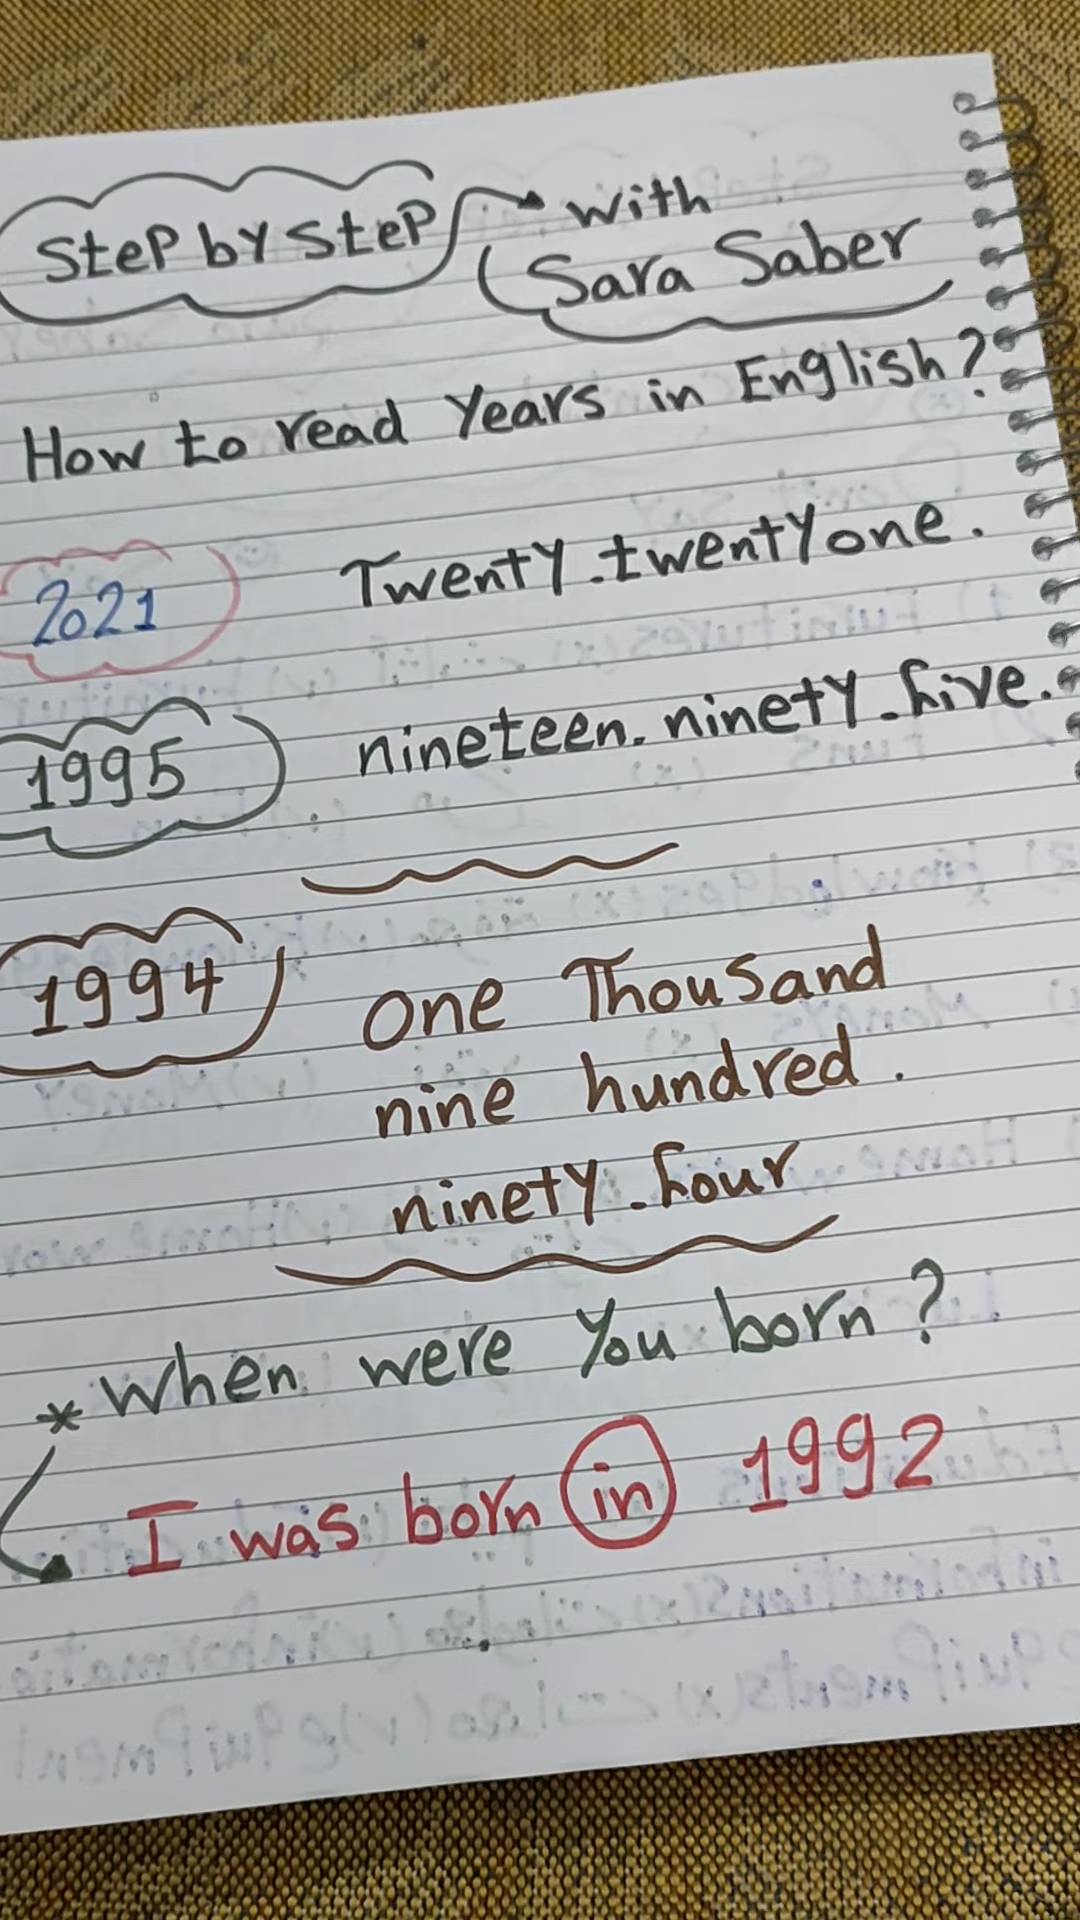 Step by step with
Sara Saber
How to read years in English?
2021 Twenty-twenty one.
1995 nineteen-ninety-five.
1994 one Thousand
nine hundred.
ninety-four
* when were you born?
I was born in 1992